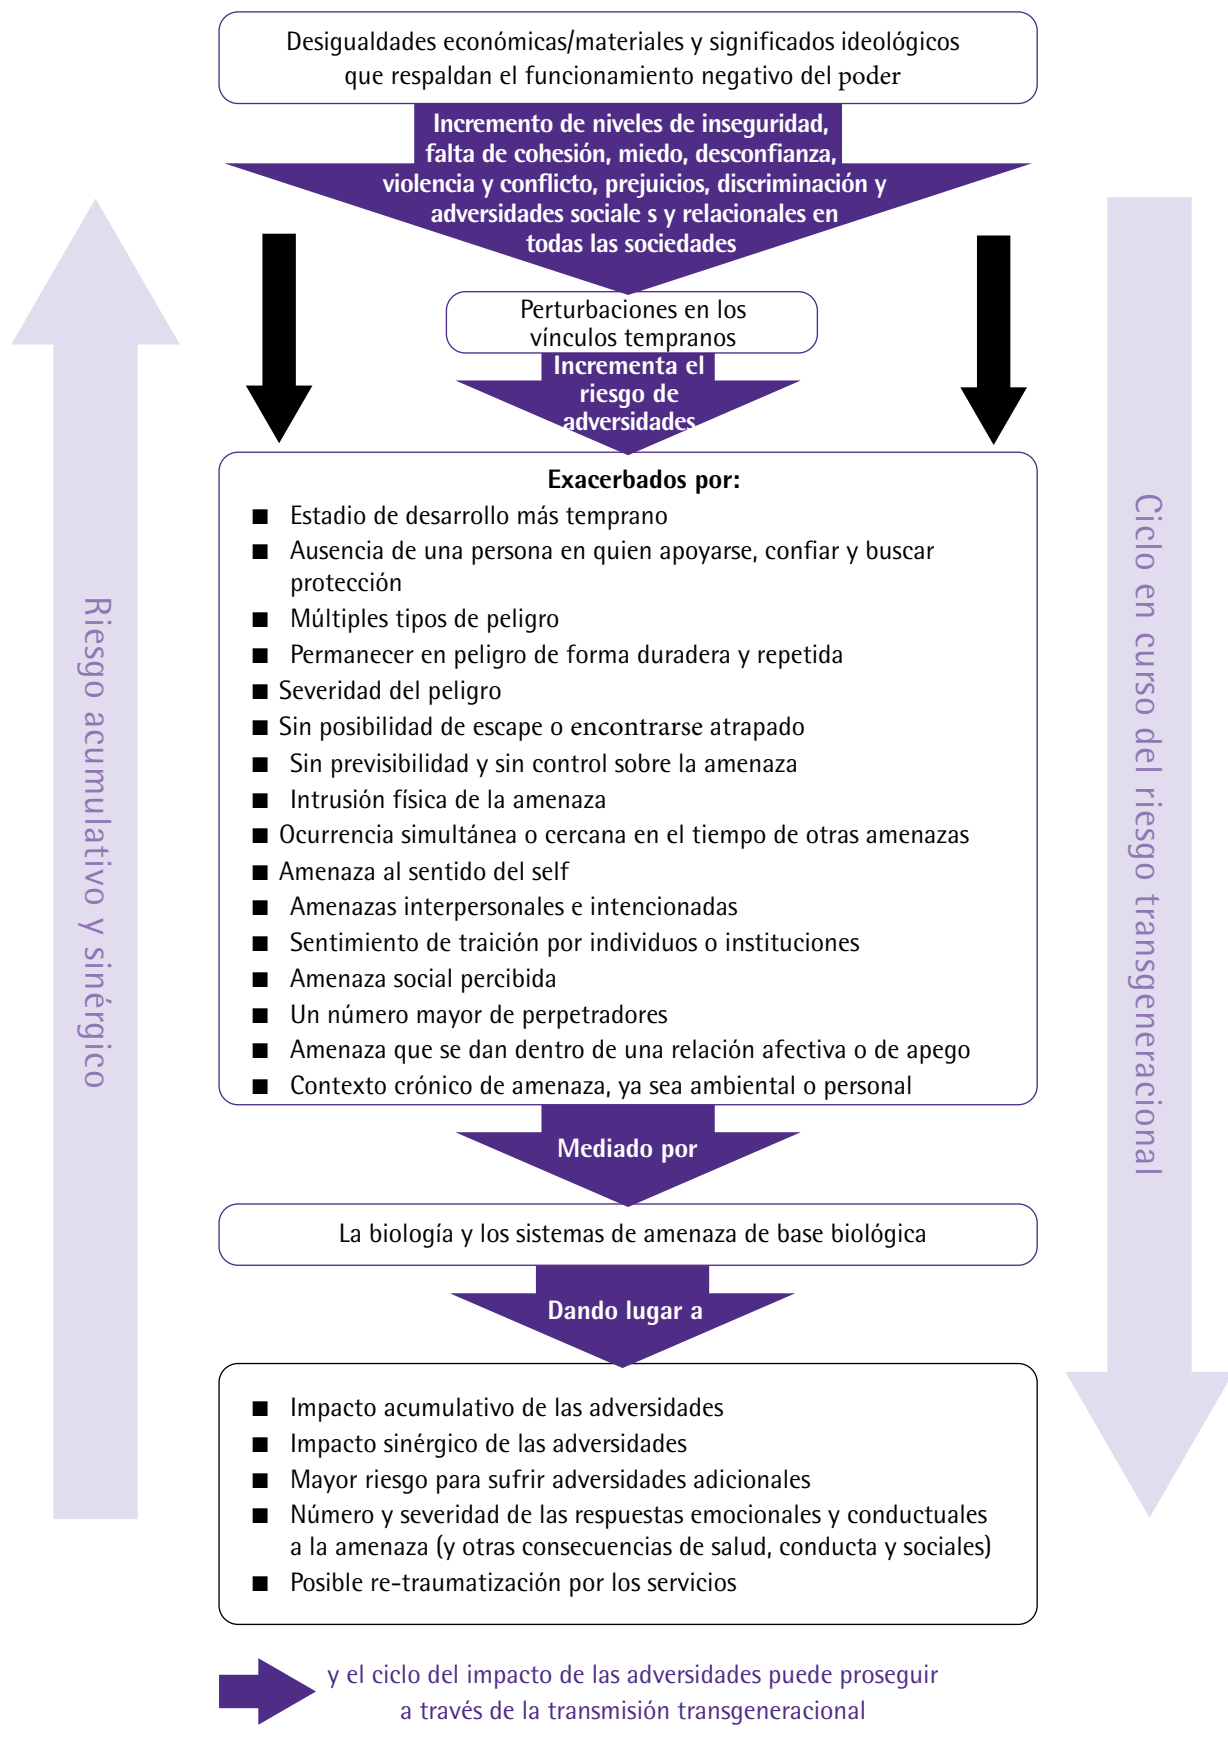 Desigualdades económicas/materiales y significados ideológicos
que respaldan el funcionamiento negativo del poder
Incremento de niveles de inseguridad,
falta de cohesión, miedo, desconfianza,
violencia y conflicto, prejuicios, discriminación y
adversidades sociale s y relacionales en
todas las sociedades
Perturbaciones en los
vínculos tempranos
Incrementa el
riesgo de
adversidades
Exacerbados por:
■ Estadio de desarrollo más temprano
■ Ausencia de una persona en quien apoyarse, confiar y buscar
protección
■ Múltiples tipos de peligro
■ Permanecer en peligro de forma duradera y repetida
■ Severidad del peligro
■ Sin posibilidad de escape o encontrarse atrapado
■ Sin previsibilidad y sin control sobre la amenaza
■ Intrusión física de la amenaza
■ Ocurrencia simultánea o cercana en el tiempo de otras amenazas
■ Amenaza al sentido del self
■ Amenazas interpersonales e intencionadas
■ Sentimiento de traición por individuos o instituciones
■ Amenaza social percibida
■ Un número mayor de perpetradores
■ Amenaza que se dan dentro de una relación afectiva o de apego
■ Contexto crónico de amenaza, ya sea ambiental o personal
Mediado por
La biología y los sistemas de amenaza de base biológica
Dando lugar a
■ Impacto acumulativo de las adversidades
■ Impacto sinérgico de las adversidades
■ Mayor riesgo para sufrir adversidades adicionales
■ Número y severidad de las respuestas emocionales y conductuales
a la amenaza (y otras consecuencias de salud, conducta y sociales)
■ Posible re-traumatización por los servicios
y el ciclo del impacto de las adversidades puede proseguir
a través de la transmisión transgeneracional
Riesgo acumulativo y sinérgico
Ciclo en curso del riesgo transgeneracional